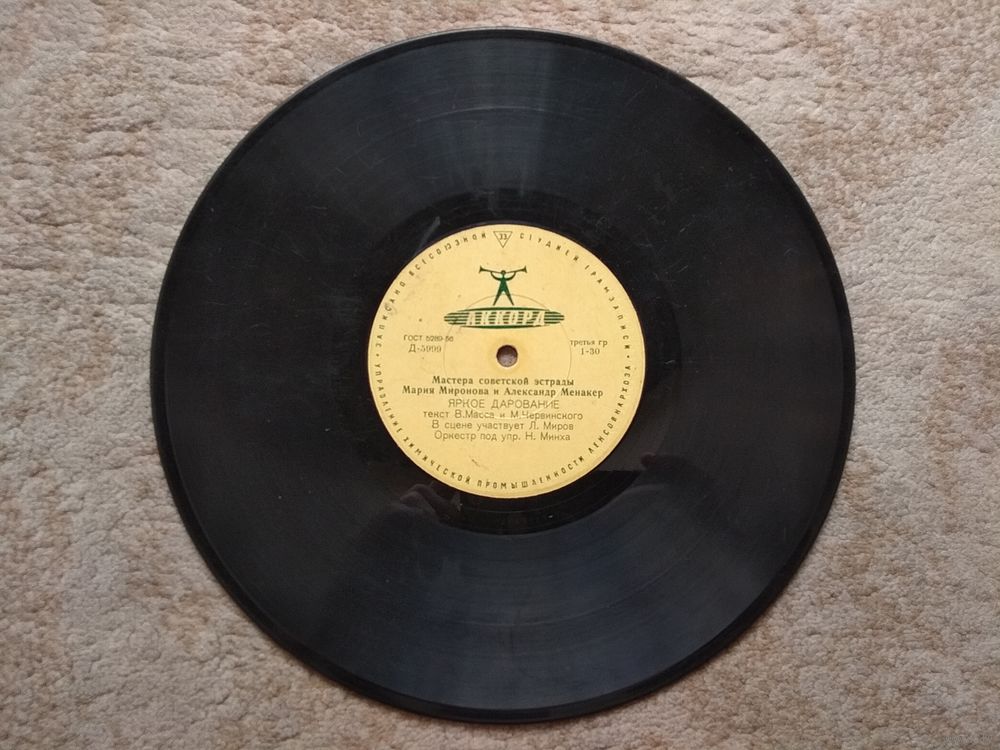 ЗАПИСАНО ВСЕСОЮЗНОЙ 33 СТУДИЕЙ ГРАМЗАПИСИ
АККОРД
ГОСТ 5289-56
третья гр
Д-5999
1-30
Мастера советской эстрады
Мария Миронова и Александр Менакер
ЯРКОЕ ДАРОВАНИЕ
текст В.Масса и М.Червинского
В сцене участвует Л. Миров
Оркестр под упр. Н. Минха
УПРАВЛЕНИЕ ХИМИЧЕСКОЙ ПРОМЫШЛЕННОСТИ ЛЕНСОВНАРХОЗА